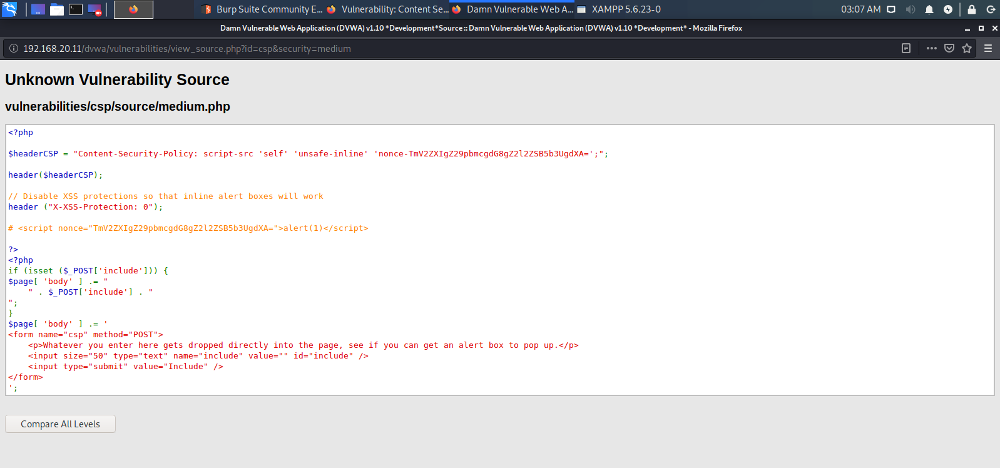 Burp Suite Community E...
Vulnerability: Content Se...
Damn Vulnerable Web A...
XAMPP 5.6.23-0
03:07 AM
Damn Vulnerable Web Application (DVWA) v1.10 *Development*Source :: Damn Vulnerable Web Application (DVWA) v1.10 *Development* - Mozilla Firefox
192.168.20.11/dvwa/vulnerabilities/view_source.php?id=csp&security=medium
Unknown Vulnerability Source
vulnerabilities/csp/source/medium.php
<?php
$headerCSP = "Content-Security-Policy: script-src 'self' 'unsafe-inline' 'nonce-TmV2ZXIgZ29pbmcgdG8gZ2l2ZSB5b3UgdXA=';";
header($headerCSP);
// Disable XSS protections so that inline alert boxes will work
header ("X-XSS-Protection: 0");
# <script nonce="TmV2ZXIgZ29pbmcgdG8gZ2l2ZSB5b3UgdXA=">alert(1)</script>
?>
<?php
if (isset ($_POST['include'])) {
$page[ 'body' ] .= "
    " . $_POST['include'] . "
";
}
$page[ 'body' ] .= '
<form name="csp" method="POST">
    <p>Whatever you enter here gets dropped directly into the page, see if you can get an alert box to pop up.</p>
    <input size="50" type="text" name="include" value="" id="include" />
    <input type="submit" value="Include" />
</form>
';
Compare All Levels